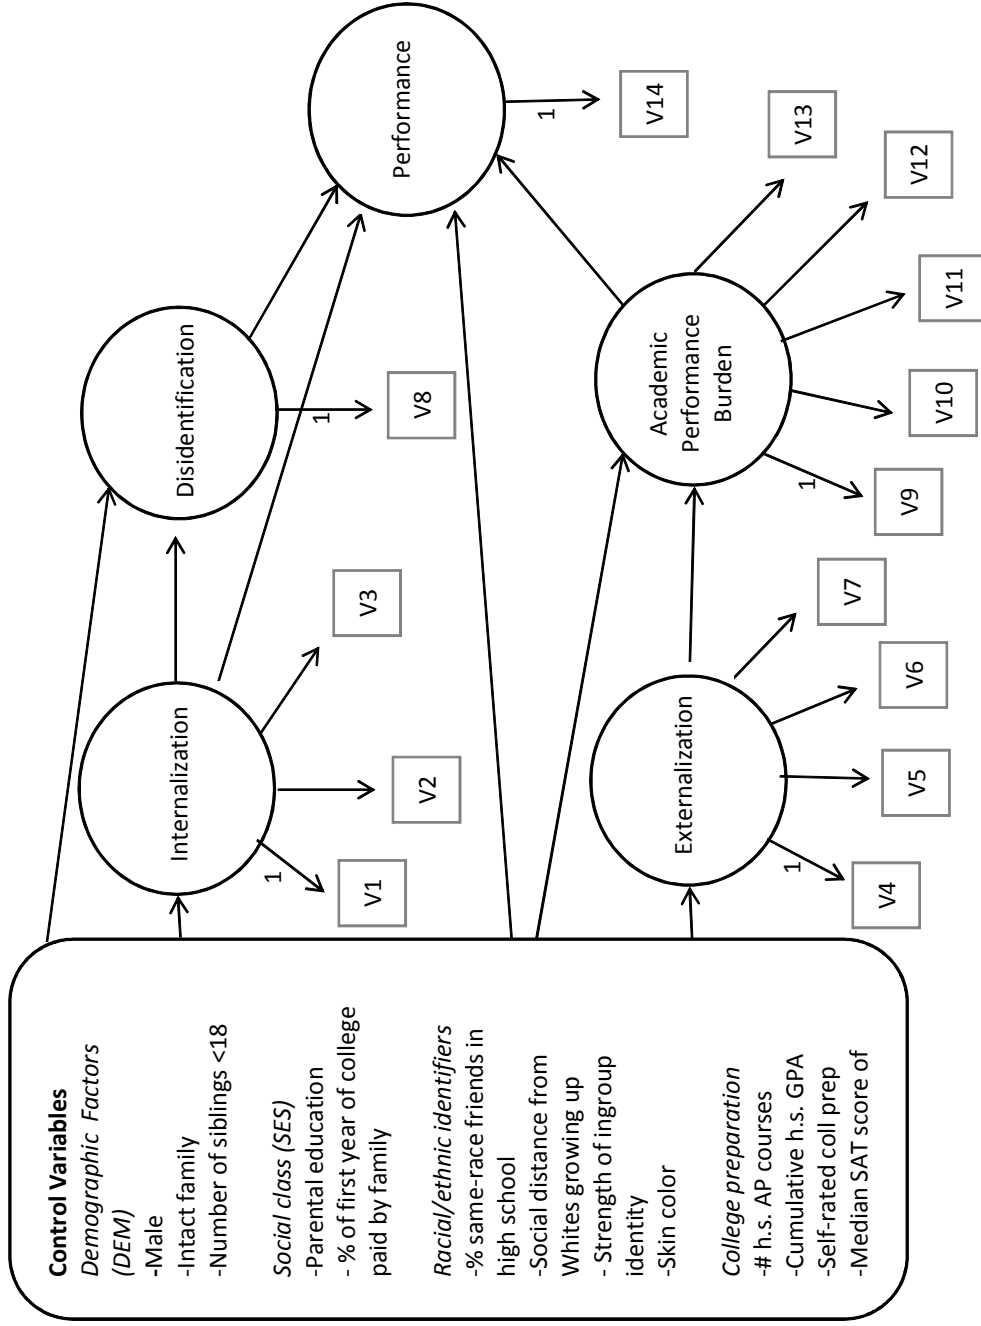 Control Variables
Demographic Factors
(DEM)
-Male
-Intact family
-Number of siblings <18
Social class (SES)
-Parental education
- % of first year of college
paid by family
Racial/ethnic identifiers
-% same-race friends in
high school
-Social distance from
Whites growing up
- Strength of ingroup
identity
-Skin color
College preparation
-# h.s. AP courses
-Cumulative h.s. GPA
-Self-rated coll prep
-Median SAT score of
Internalization
1
V1
V2
V3
Disidentification
1
V8
Externalization
1
V4
V5
V6
V7
Academic
Performance
Burden
1
V9
V10
V11
V12
V13
Performance
1
V14